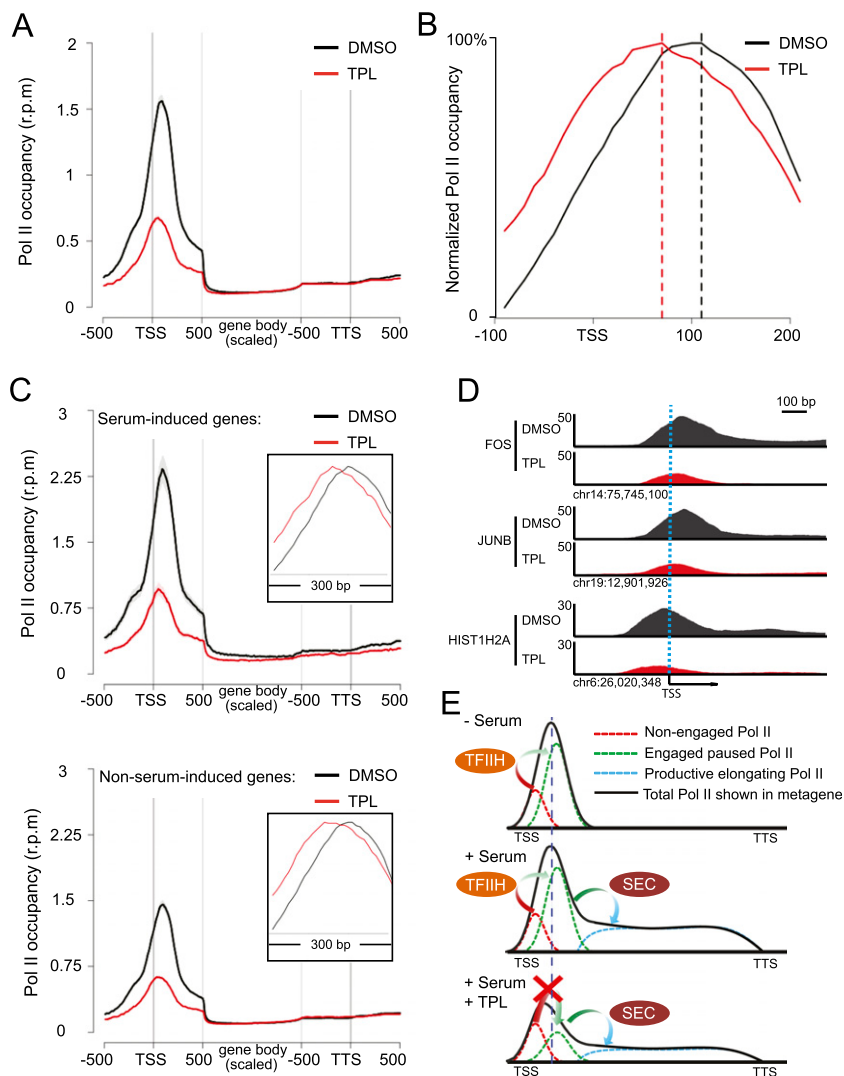 A
Pol II occupancy (r.p.m)
2
1.5
1
0.5
0
DMSO
TPL
-500
TSS
500
gene body
(scaled)
-500
TTS
500
B
Normalized Pol II occupancy
100%
0
DMSO
TPL
-100
TSS
100
200
C
Serum-induced genes:
DMSO
TPL
Pol II occupancy (r.p.m)
3
2.25
1.5
0.75
0
300 bp
-500
TSS
500
gene body
(scaled)
-500
TTS
500
Non-serum-induced genes:
DMSO
TPL
Pol II occupancy (r.p.m)
3
2.25
1.5
0.75
0
300 bp
-500
TSS
500
gene body
(scaled)
-500
TTS
500
D
100 bp
FOS
DMSO
50
TPL
50
chr14:75,745,100
JUNB
DMSO
50
TPL
50
chr19:12,901,926
HIST1H2A
DMSO
30
TPL
30
chr6:26,020,348
TSS
E
- Serum
TFIIH
Non-engaged Pol II
Engaged paused Pol II
Productive elongating Pol II
Total Pol II shown in metagene
TSS
TTS
+ Serum
TFIIH
SEC
TSS
TTS
+ Serum
+ TPL
SEC
TSS
TTS